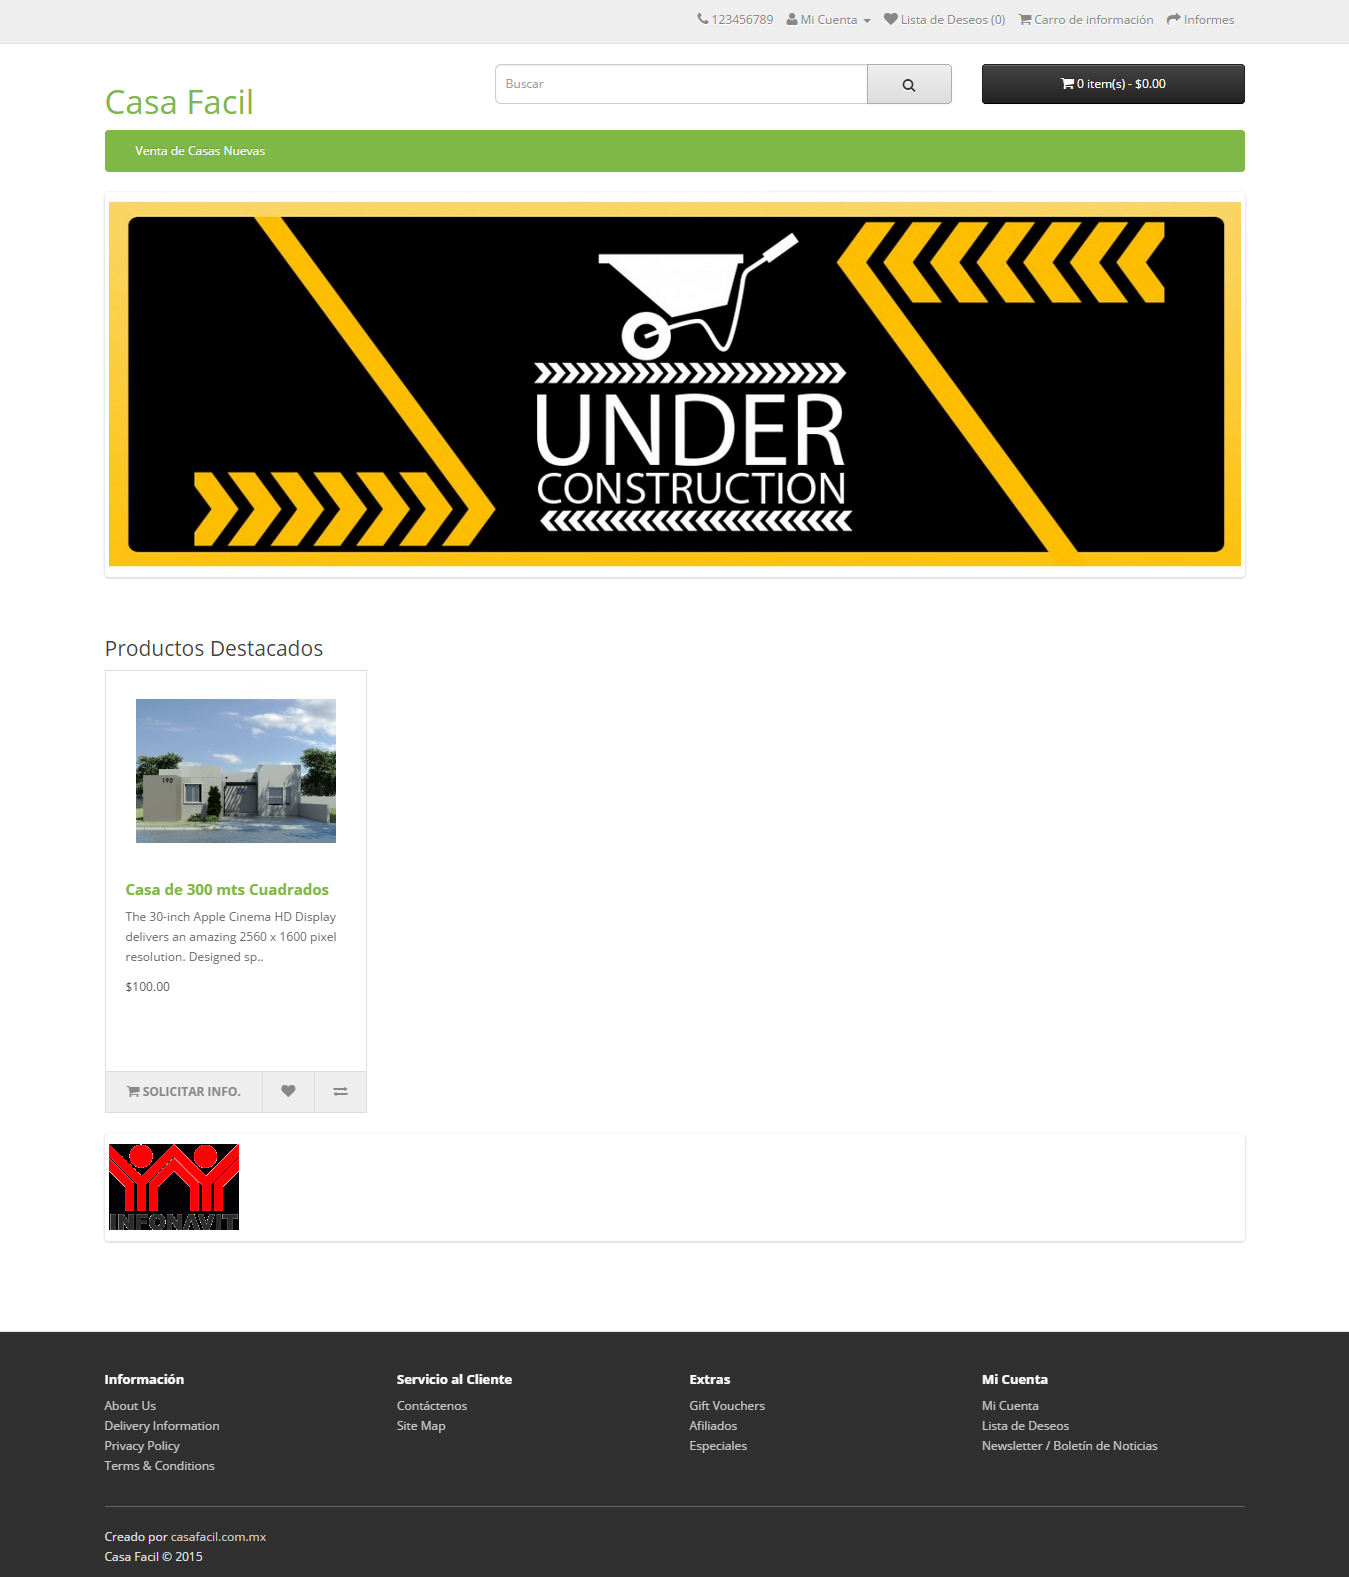 123456789 Mi Cuenta Lista de Deseos (0) Carro de información Informes
Casa Facil
Buscar
0 item(s) - $0.00
Venta de Casas Nuevas
UNDER
CONSTRUCTION
Productos Destacados
190
Casa de 300 mts Cuadrados
The 30-inch Apple Cinema HD Display
delivers an amazing 2560 x 1600 pixel
resolution. Designed sp..
$100.00
SOLICITAR INFO.
INFONAVIT
Información
About Us
Delivery Information
Privacy Policy
Terms & Conditions
Servicio al Cliente
Contáctenos
Site Map
Extras
Gift Vouchers
Afiliados
Especiales
Mi Cuenta
Mi Cuenta
Lista de Deseos
Newsletter / Boletín de Noticias
Creado por casafacil.com.mx
Casa Facil © 2015